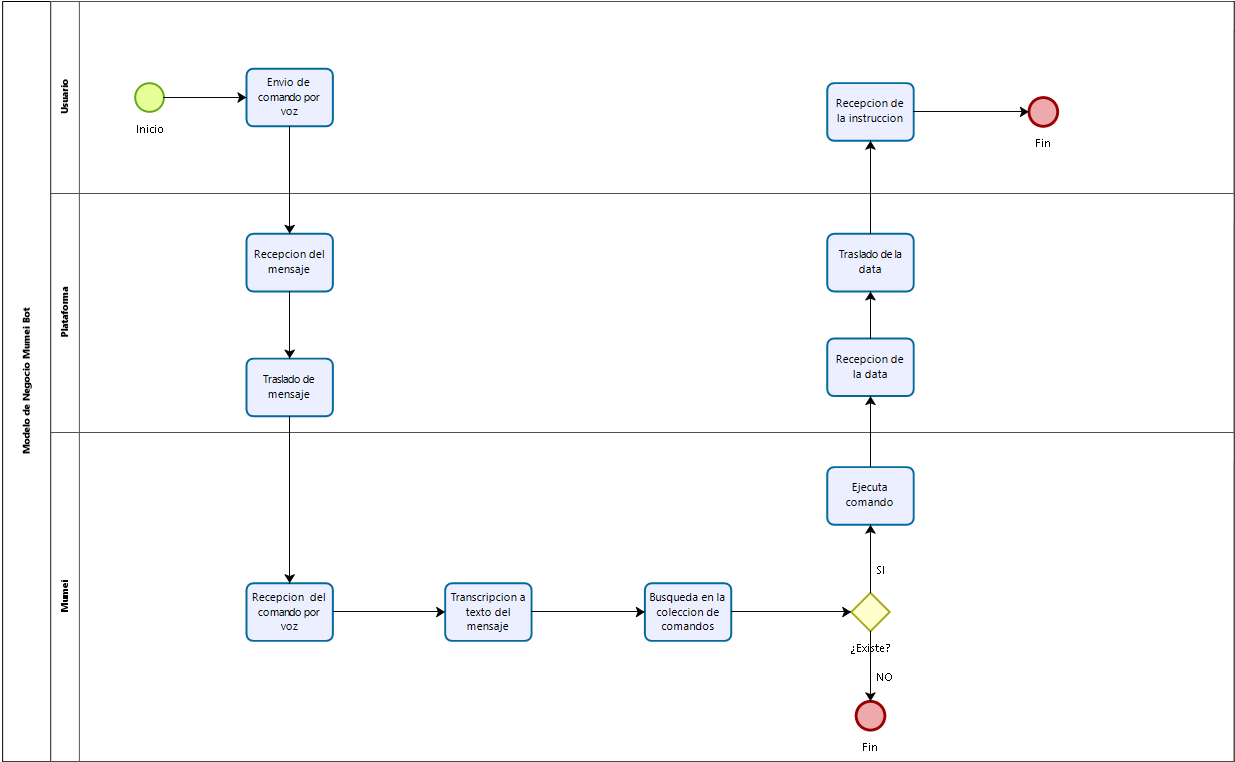 Modelo de Negocio Mumei Bot
Usuario
Inicio
Envio de
comando por
voz
Recepcion de
la instruccion
Fin
Plataforma
Recepcion del
mensaje
Traslado de
mensaje
Traslado de la
data
Recepcion de
la data
Mumei
Recepcion del
comando por
voz
Transcripcion a
texto del
mensaje
Busqueda en la
coleccion de
comandos
¿Existe?
SI
Ejecuta
comando
NO
Fin